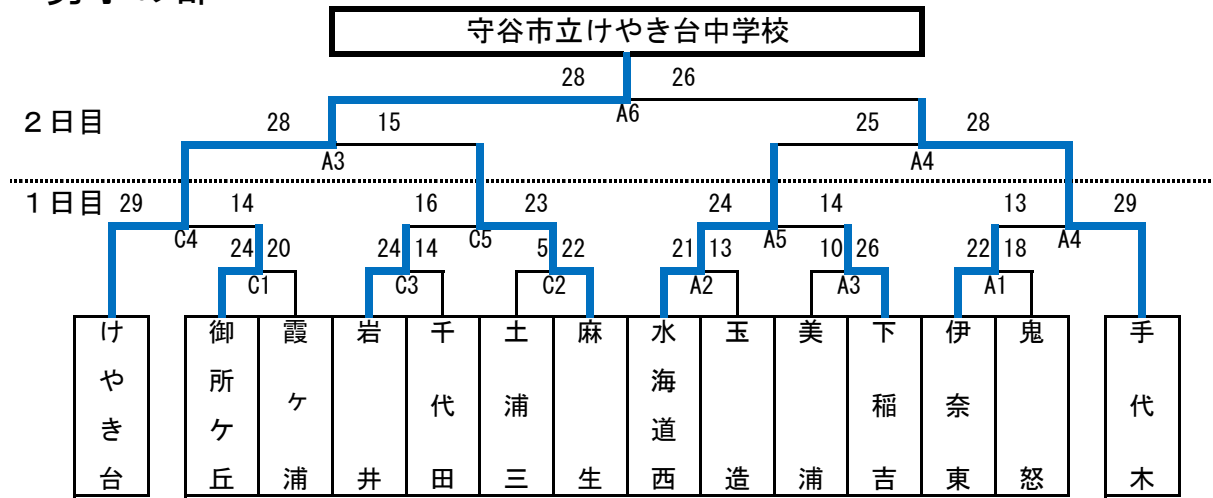 守谷市立けやき台中学校
28 26
A6
2日目 28 15 25 28
A3 A4
1日目 29 14 16 23 24 14 13 29
C4 C5 A5 A4
24 20 24 14 5 22 21 13 10 26 22 18
C1 C3 C2 A2 A3 A1
けやき台
御所ケ丘
霞ケ浦
岩井
千代田
土浦三
麻生
水海道西
玉造
美浦
下稲吉
伊奈東
鬼怒
手代木